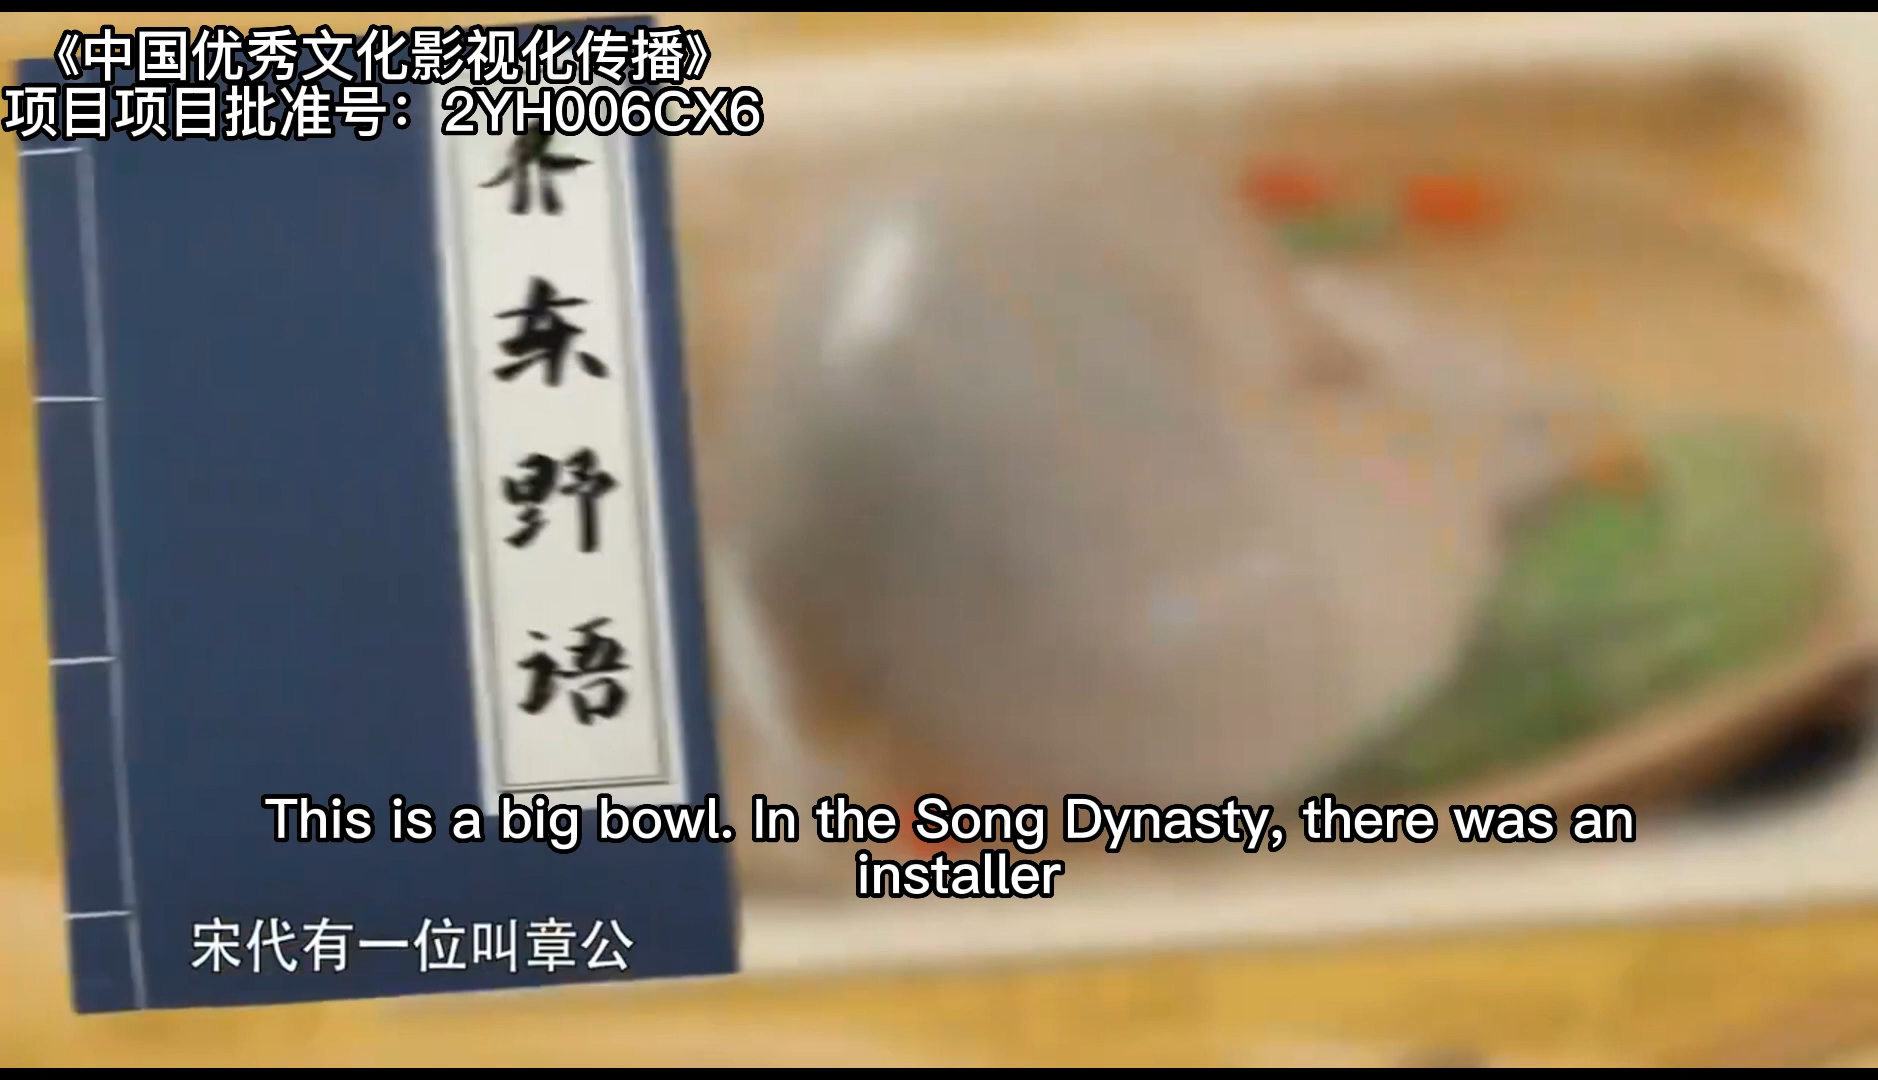 《中国优秀文化影视化传播》
项目项目批准号：2YH006CX6
齐东野语
This is a big bowl. In the Song Dynasty, there was an
installer
宋代有一位叫章公